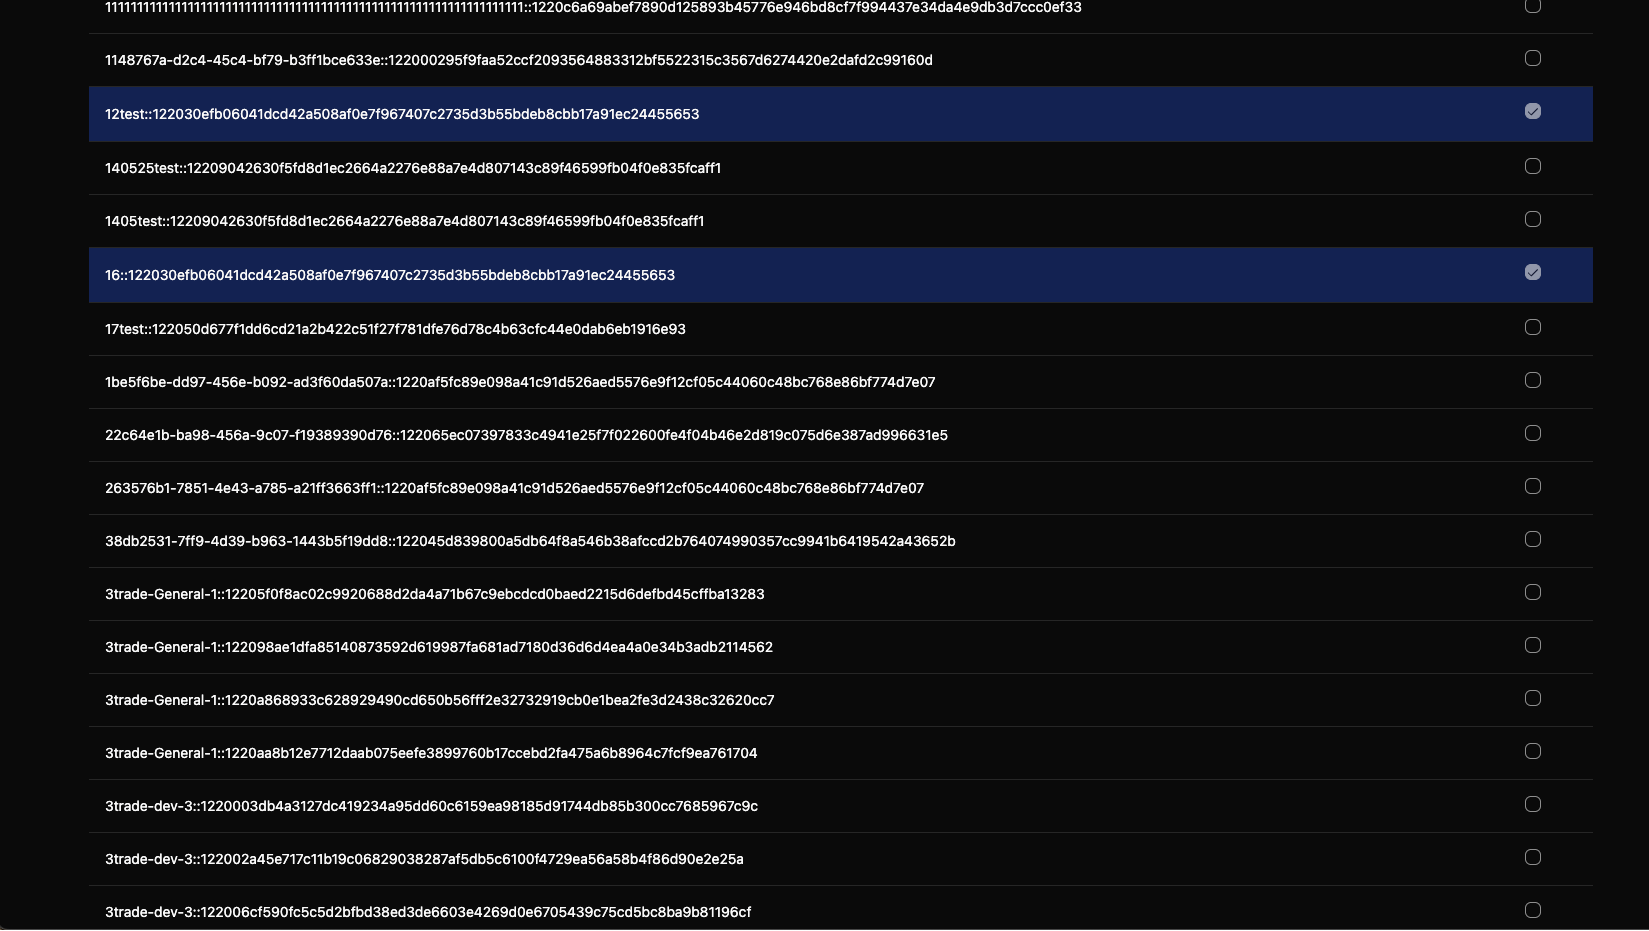 1148767a-d2c4-45c4-bf79-b3ff1bce633e::122000295f9faa52ccf2093564883312bf5522315c3567d6274420e2dafd2c99160d
12test::122030efb06041dcd42a508af0e7f967407c2735d3b55bdeb8cbb17a91ec24455653
140525test::12209042630f5fd8d1ec2664a2276e88a7e4d807143c89f46599fb04f0e835fcaff1
1405test::12209042630f5fd8d1ec2664a2276e88a7e4d807143c89f46599fb04f0e835fcaff1
16::122030efb06041dcd42a508af0e7f967407c2735d3b55bdeb8cbb17a91ec24455653
17test::122050d677f1dd6cd21a2b422c51f27f781dfe76d78c4b63cfc44e0dab6eb1916e93
1be5f6be-dd97-456e-b092-ad3f60da507a::1220af5fc89e098a41c91d526aed5576e9f12cf05c44060c48bc768e86bf774d7e07
22c64e1b-ba98-456a-9c07-f19389390d76::122065ec07397833c4941e25f7f022600fe4f04b46e2d819c075d6e387ad996631e5
263576b1-7851-4e43-a785-a21ff3663ff1::1220af5fc89e098a41c91d526aed5576e9f12cf05c44060c48bc768e86bf774d7e07
38db2531-7ff9-4d39-b963-1443b5f19dd8::122045d839800a5db64f8a546b38afccd2b764074990357cc9941b6419542a43652b
3trade-General-1::12205f0f8ac02c9920688d2da4a71b67c9ebcdcd0baed2215d6defbd45cffba13283
3trade-General-1::122098ae1dfa85140873592d619987fa681ad7180d36d6d4ea4a0e34b3adb2114562
3trade-General-1::1220a868933c628929490cd650b56fff2e32732919cb0e1bea2fe3d2438c32620cc7
3trade-General-1::1220aa8b12e7712daab075eefe3899760b17ccebd2fa475a6b8964c7fcf9ea761704
3trade-dev-3::1220003db4a3127dc419234a95dd60c6159ea98185d91744db85b300cc7685967c9c
3trade-dev-3::122002a45e717c11b19c06829038287af5db5c6100f4729ea56a58b4f86d90e2e25a
3trade-dev-3::122006cf590fc5c5d2bfbd38ed3de6603e4269d0e6705439c75cd5bc8ba9b81196cf